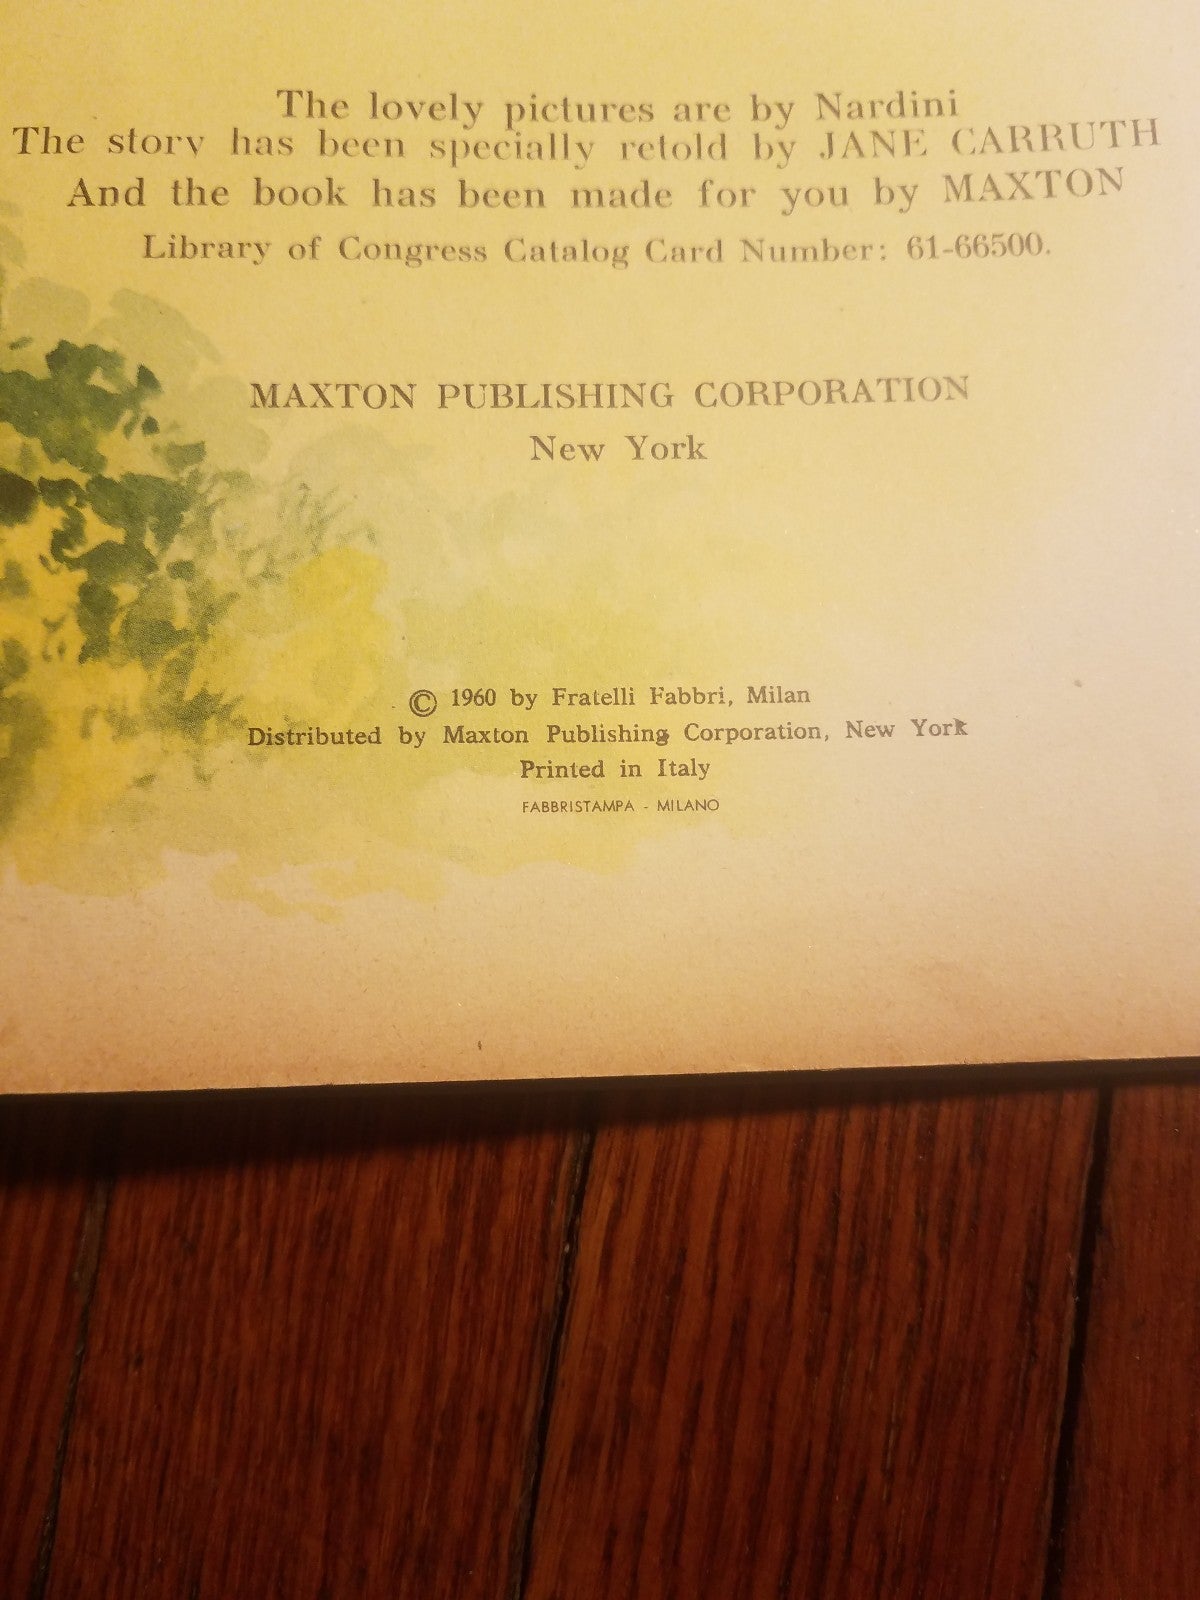 The lovely pictures are by Nardini
The story has been specially retold by JANE CARRUTH
And the book has been made for you by MAXTON
Library of Congress Catalog Card Number: 61-66500.
MAXTON PUBLISHING CORPORATION
New York
© 1960 by Fratelli Fabbri, Milan
Distributed by Maxton Publishing Corporation, New York
Printed in Italy
FABBRISTAMPA - MILANO